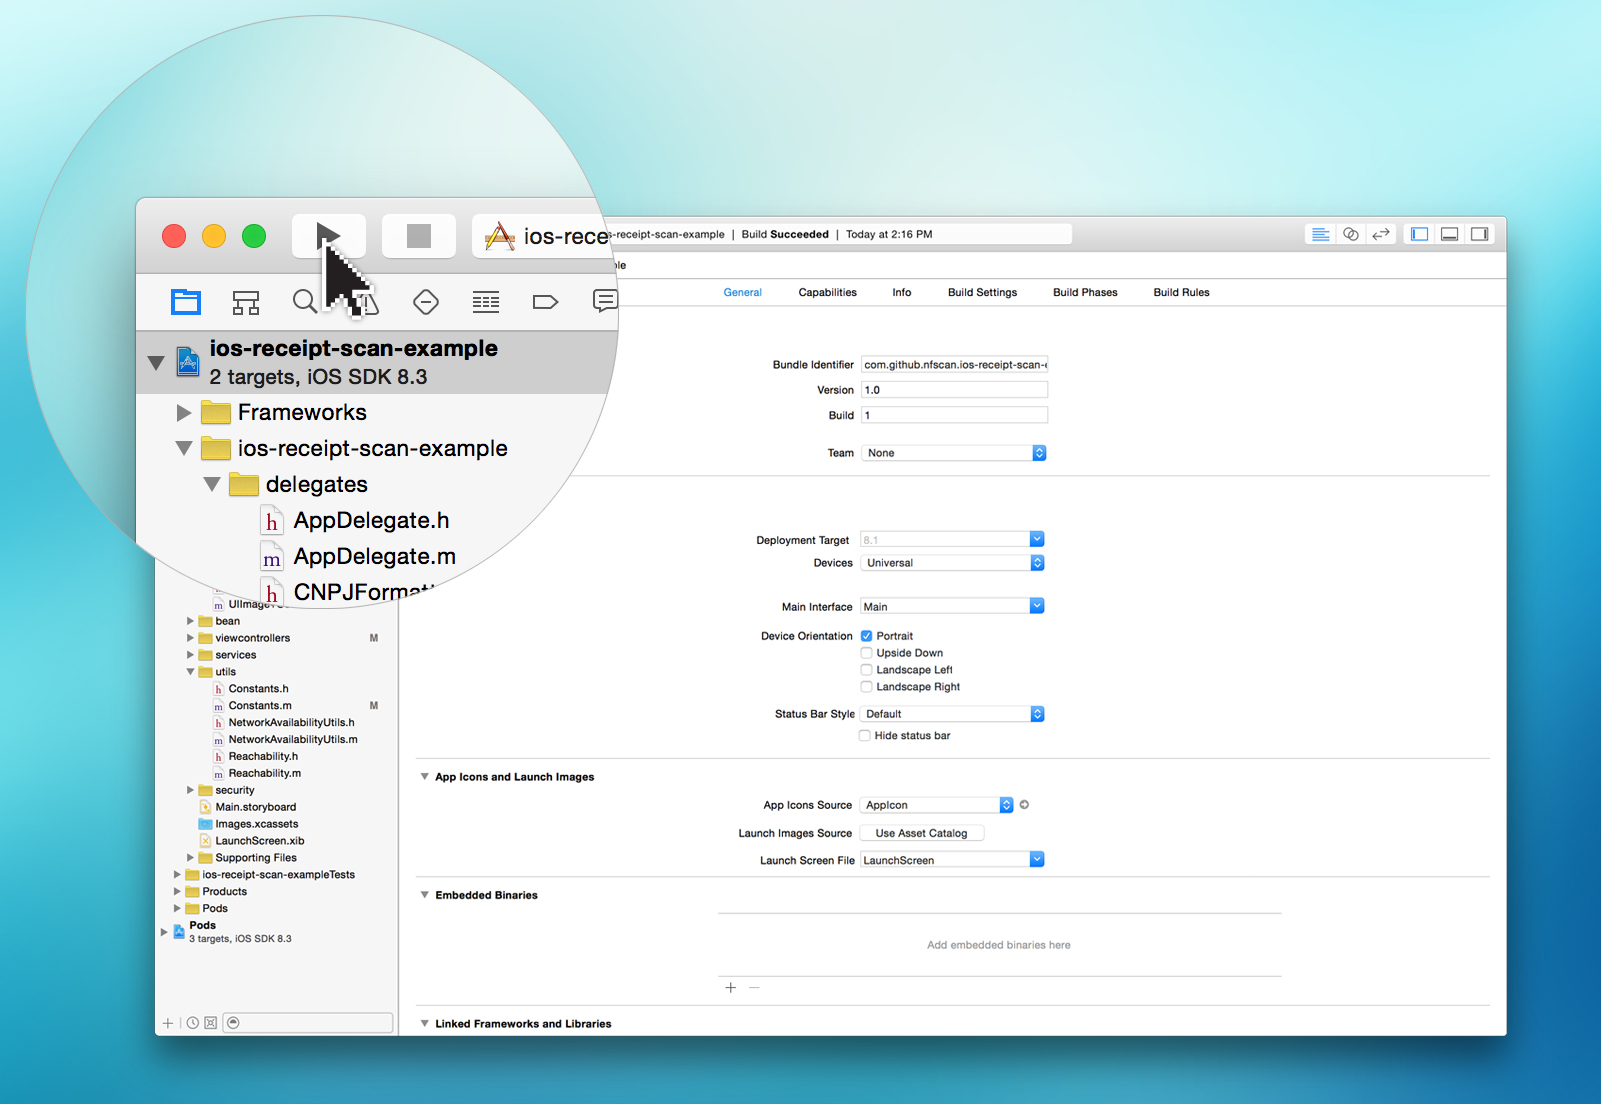 ios-rece
-receipt-scan-example | Build Succeeded | Today at 2:16 PM
ios-receipt-scan-example
2 targets, iOS SDK 8.3
Frameworks
ios-receipt-scan-example
delegates
h AppDelegate.h
m AppDelegate.m
h CNPJFormat
m UIImage
bean
viewcontrollers M
services
utils
h Constants.h
m Constants.m M
h NetworkAvailabilityUtils.h
m NetworkAvailabilityUtils.m
h Reachability.h
m Reachability.m
security
Main.storyboard
Images.xcassets
LaunchScreen.xib
Supporting Files
ios-receipt-scan-exampleTests
Products
Pods
Pods
3 targets, iOS SDK 8.3
General Capabilities Info Build Settings Build Phases Build Rules
Bundle Identifier com.github.nfscan.ios-receipt-scan-
Version 1.0
Build 1
Team None
Deployment Target 8.1
Devices Universal
Main Interface Main
Device Orientation Portrait
Upside Down
Landscape Left
Landscape Right
Status Bar Style Default
Hide status bar
App Icons and Launch Images
App Icons Source AppIcon
Launch Images Source Use Asset Catalog
Launch Screen File LaunchScreen
Embedded Binaries
Add embedded binaries here
Linked Frameworks and Libraries